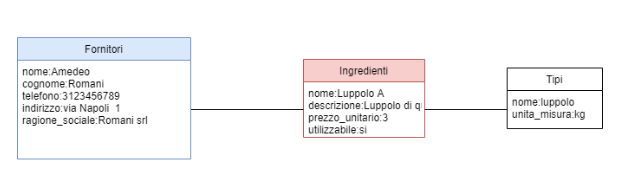 Fornitori
nome:Amedeo
cognome:Romani
telefono:3123456789
indirizzo:via Napoli 1
ragione_sociale:Romani srl
Ingredienti
nome:Luppolo A
descrizione:Luppolo di qu
prezzo_unitario:3
utilizzabile:si
Tipi
nome:luppolo
unita_misura:kg